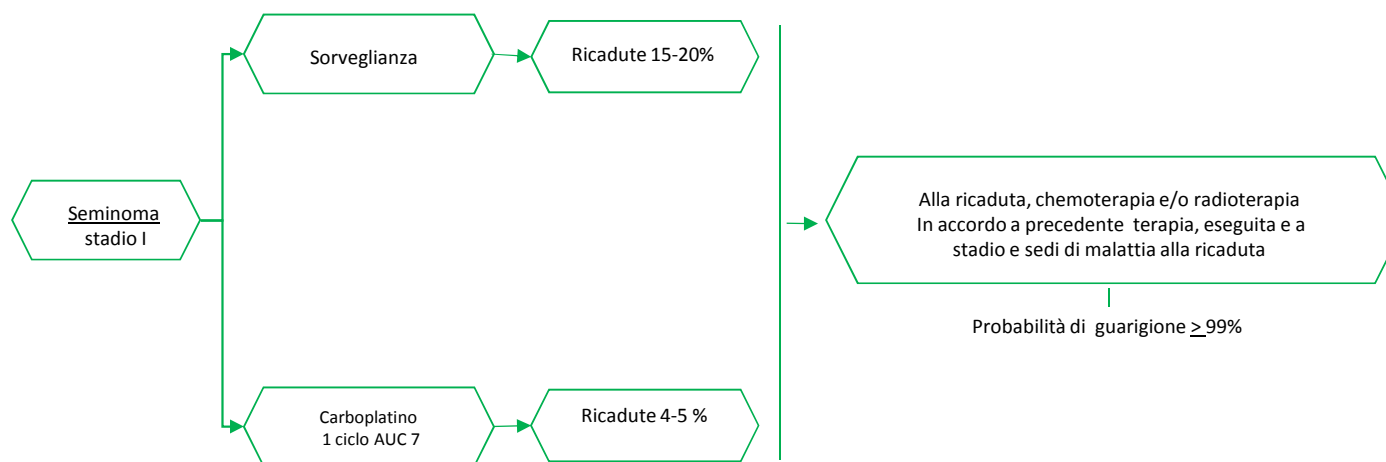 Sorveglianza
Ricadute 15-20%
Seminoma
stadio I
Alla ricaduta, chemoterapia e/o radioterapia
In accordo a precedente terapia, eseguita e a
stadio e sedi di malattia alla ricaduta
Probabilità di guarigione > 99%
Carboplatino
1 ciclo AUC 7
Ricadute 4-5 %